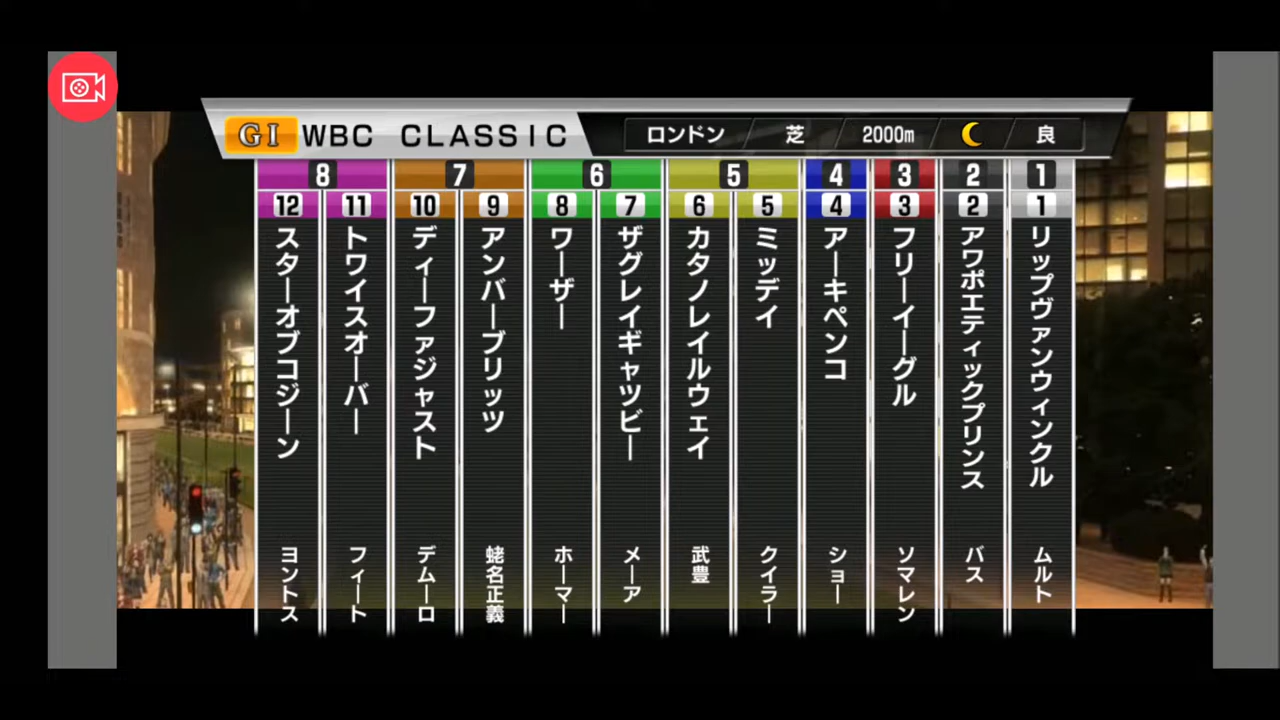 GI WBC CLASSIC
ロンドン 芝 2000m 良
1
1
リップヴァンウィンクル
ムルト
2
2
アワポエティックプリンス
バス
3
3
フリーイーグル
ソマレン
4
4
アーキペンコ
ショー
5
5
ミッデイ
クイラー
6
カタノレイルウェイ
武豊
6
7
ザグレイギャツビー
メーア
8
ワーザー
ホーマー
7
9
アンバーブリッツ
蛯名正義
10
ディーファジャスト
デムーロ
8
11
トワイスオーバー
フィート
12
スターオブコジーン
ヨントス